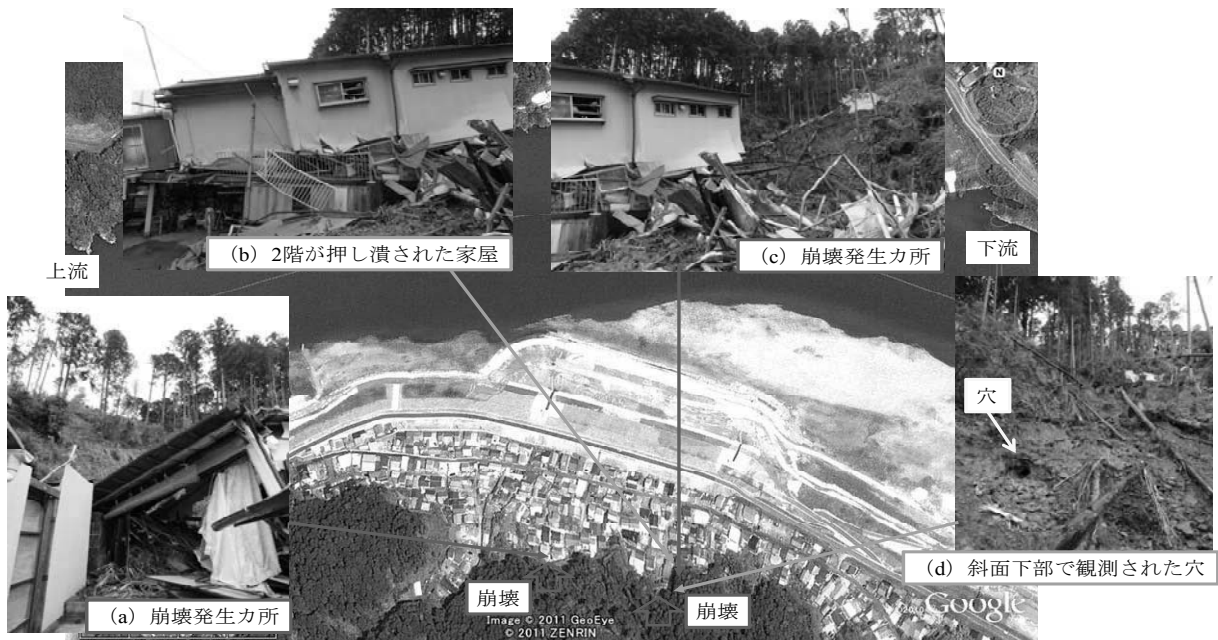 N
(b) 2階が押し潰された家屋
(c) 崩壊発生カ所
上流
下流
穴
(d) 斜面下部で観測された穴
崩壊
崩壊
(a) 崩壊発生カ所
Image © 2011 GeoEye
© 2011 ZENRIN
©2010 Google